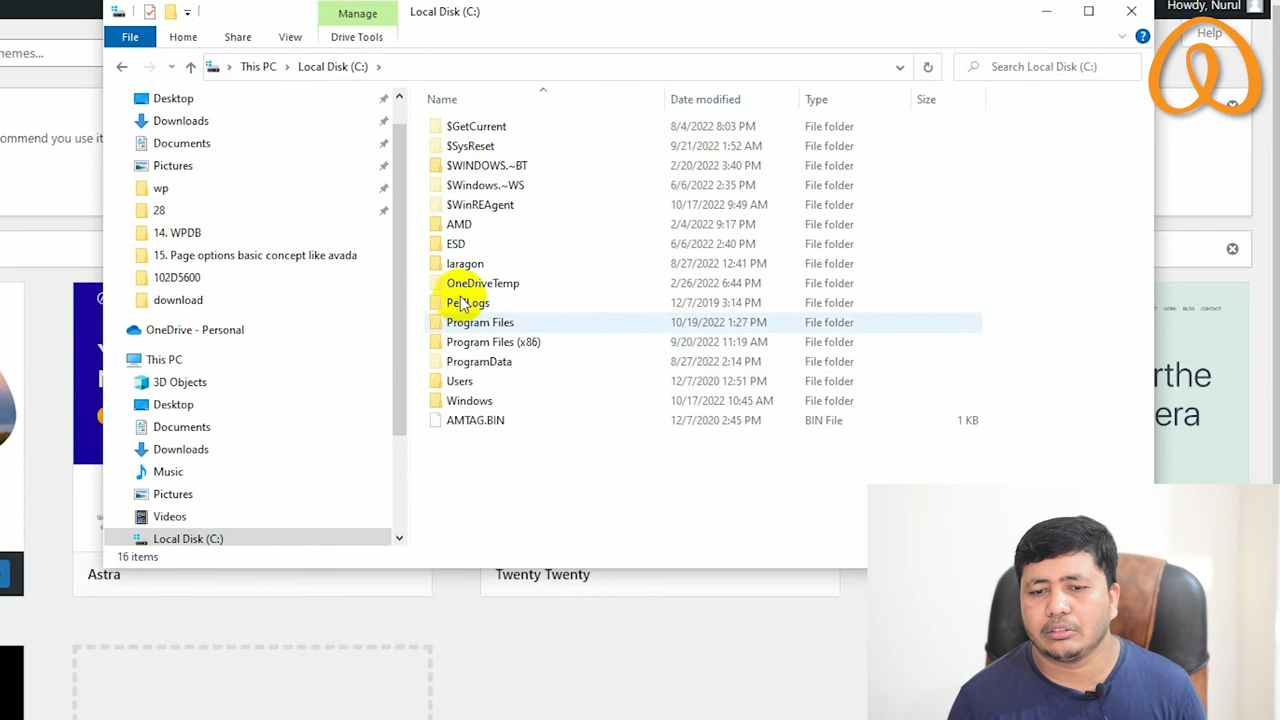 Manage
Local Disk (C:)
Howdy, Nurul
File
Home
Share
View
Drive Tools
Help
hemes...
This PC
Local Disk (C:)
Search Local Disk (C:)
commend you use it
Name
Date modified
Type
Size
Desktop
Downloads
Documents
Pictures
wp
28
14. WPDB
15. Page options basic concept like avada
102D5600
download
OneDrive - Personal
This PC
3D Objects
Desktop
Documents
Downloads
Music
Pictures
Videos
Local Disk (C:)
$GetCurrent 8/4/2022 8:03 PM File folder
$SysReset 9/21/2022 1:52 AM File folder
$WINDOWS.~BT 2/20/2022 3:40 PM File folder
$Windows.~WS 6/6/2022 2:35 PM File folder
$WinREAgent 10/17/2022 9:49 AM File folder
AMD 2/4/2022 9:17 PM File folder
ESD 6/6/2022 2:40 PM File folder
laragon 8/27/2022 12:41 PM File folder
OneDriveTemp 2/26/2022 6:44 PM File folder
PerfLogs 12/7/2019 3:14 PM File folder
Program Files 10/19/2022 1:27 PM File folder
Program Files (x86) 9/20/2022 11:19 AM File folder
ProgramData 8/27/2022 2:14 PM File folder
Users 12/7/2020 12:51 PM File folder
Windows 10/17/2022 10:45 AM File folder
AMTAG.BIN 12/7/2020 2:45 PM BIN File 1 KB
16 items
rthe
era
Astra
Twenty Twenty